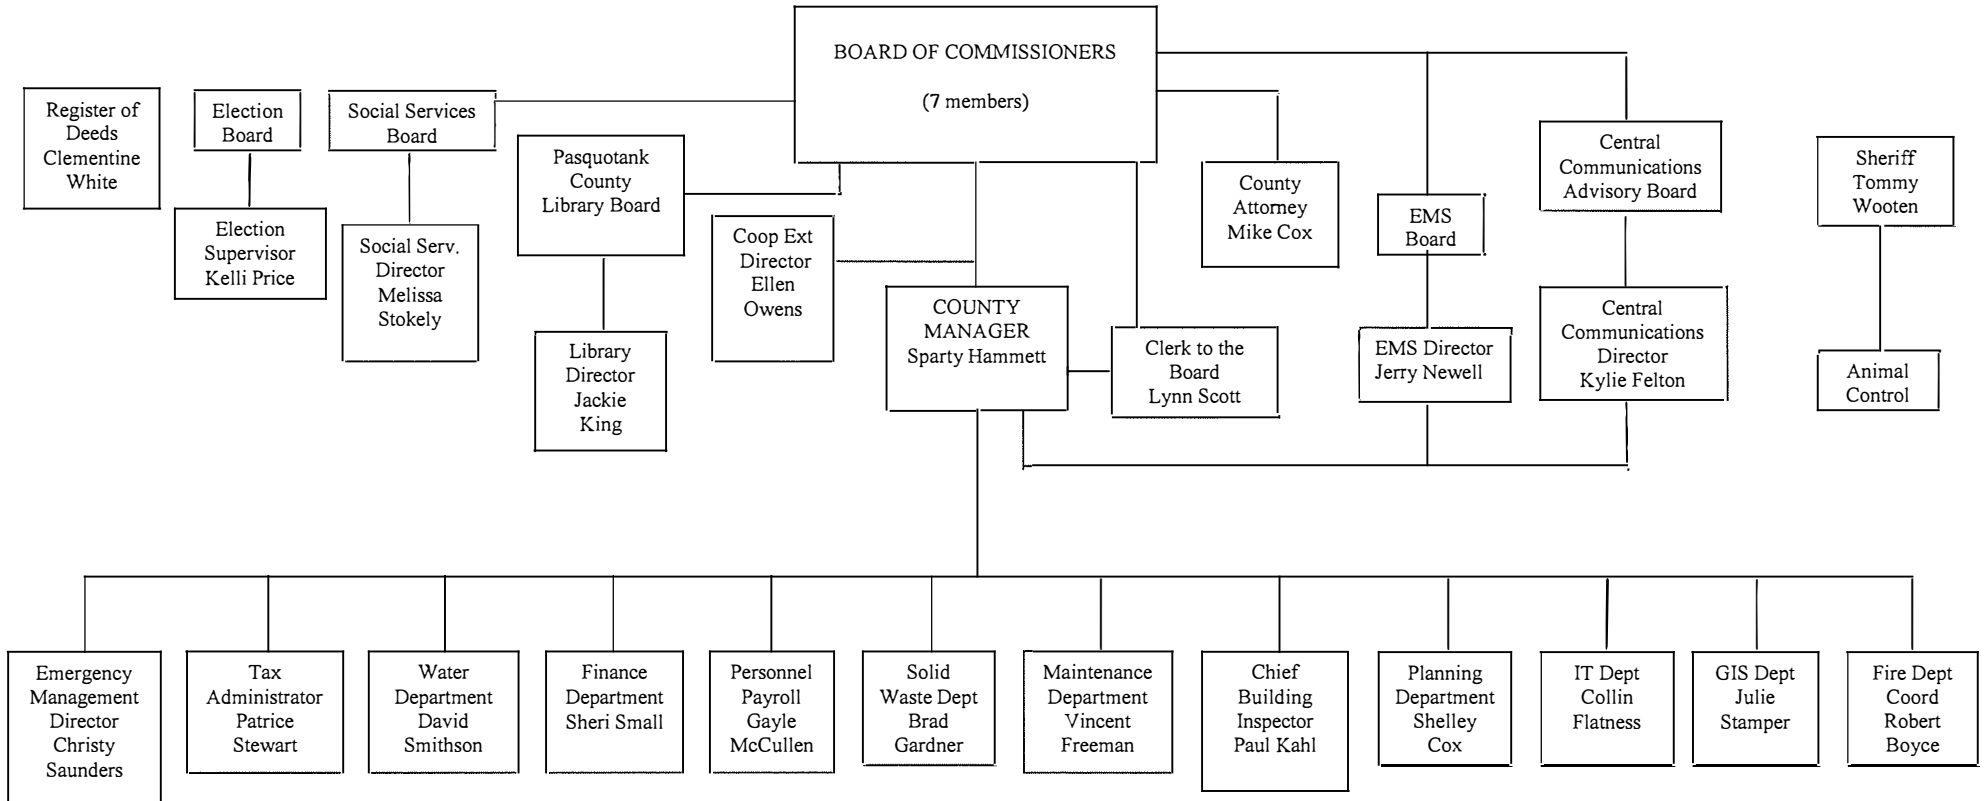 BOARD OF COMMISSIONERS
(7 members)
Register of
Deeds
Clementine
White
Election
Board
Social Services
Board
Pasquotank
County
Library Board
County
Attorney
Mike Cox
EMS
Board
Central
Communications
Advisory Board
Sheriff
Tommy
Wooten
Election
Supervisor
Kelli Price
Social Serv.
Director
Melissa
Stokely
Library
Director
Jackie
King
Coop Ext
Director
Ellen
Owens
COUNTY
MANAGER
Sparty Hammett
Clerk to the
Board
Lynn Scott
EMS Director
Jerry Newell
Central
Communications
Director
Kylie Felton
Animal
Control
Emergency
Management
Director
Christy
Saunders
Tax
Administrator
Patrice
Stewart
Water
Department
David
Smithson
Finance
Department
Sheri Small
Personnel
Payroll
Gayle
McCullen
Solid
Waste Dept
Brad
Gardner
Maintenance
Department
Vincent
Freeman
Chief
Building
Inspector
Paul Kahl
Planning
Department
Shelley
Cox
IT Dept
Collin
Flatness
GIS Dept
Julie
Stamper
Fire Dept
Coord
Robert
Boyce